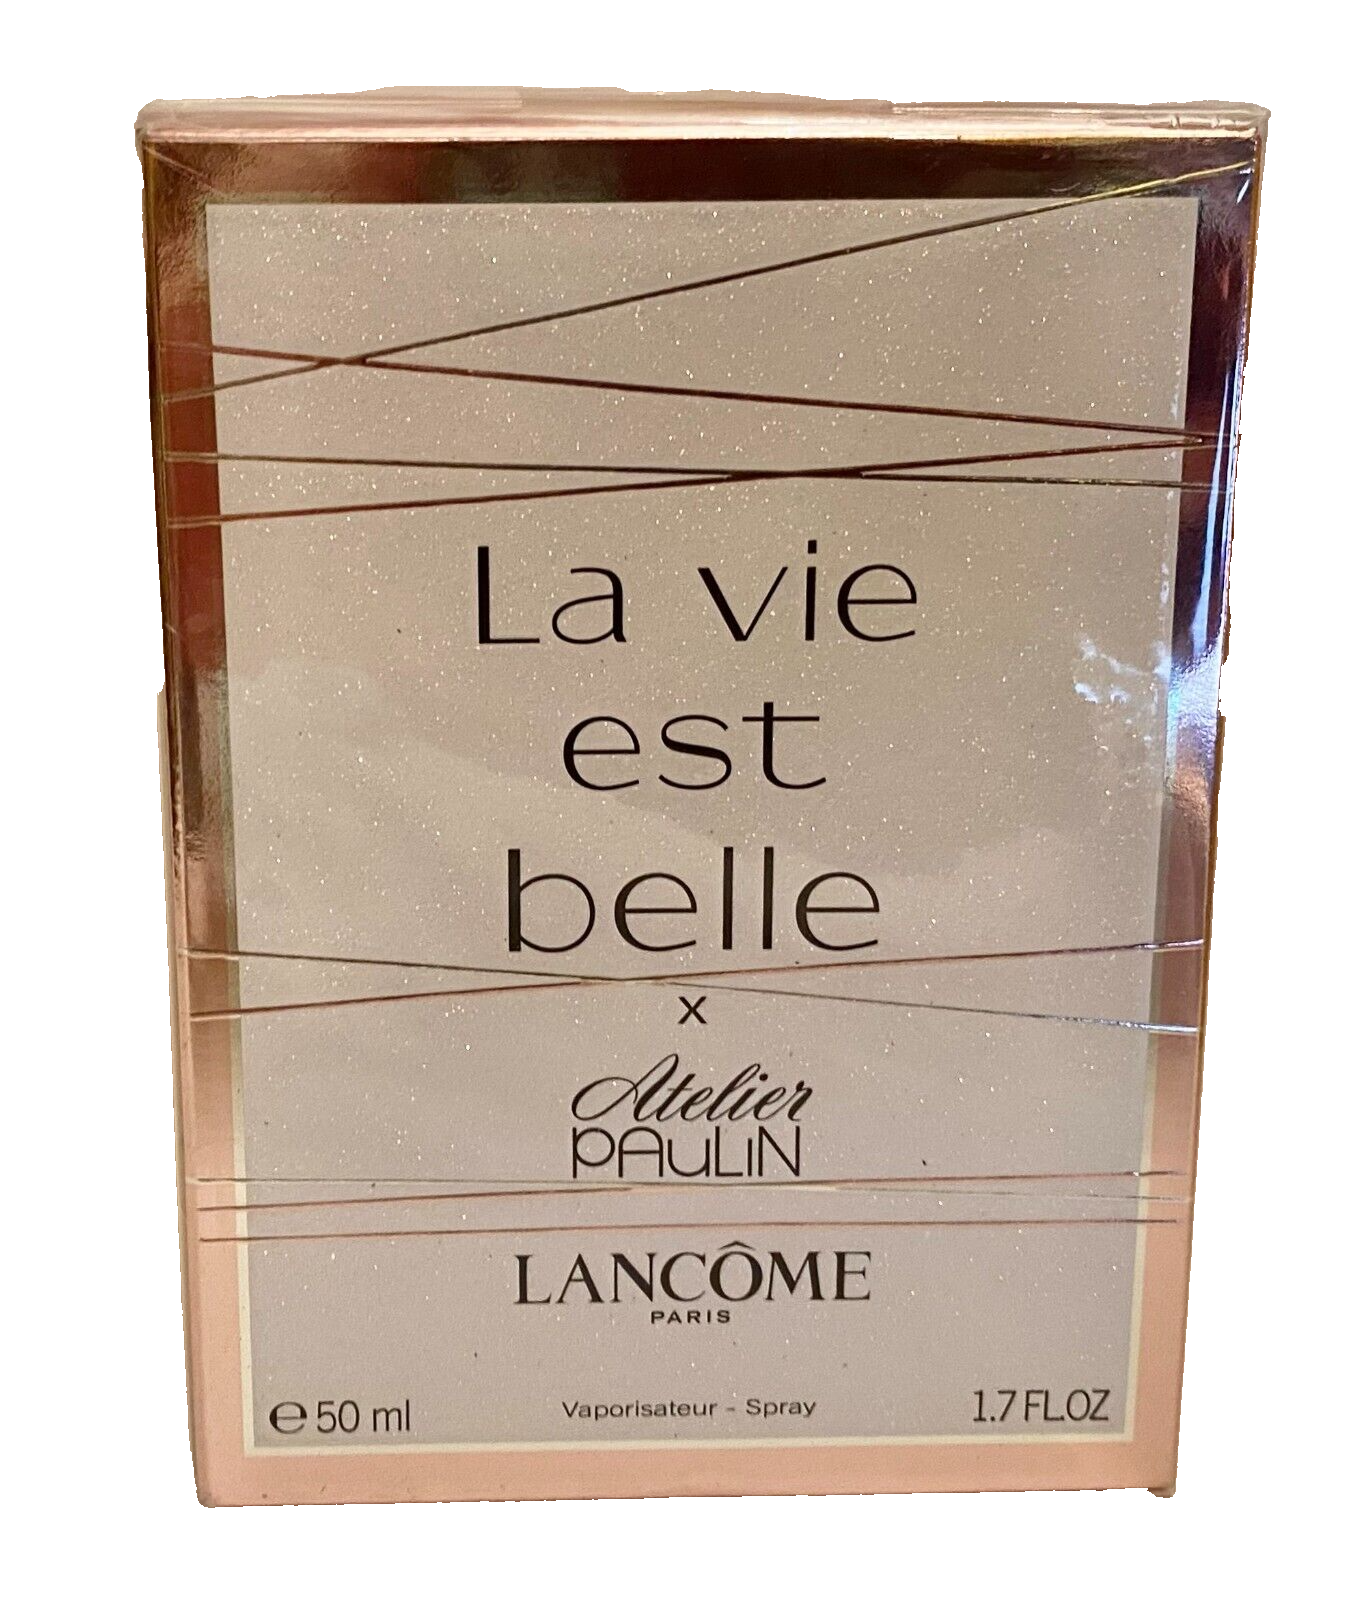 La vie
est
belle
x
Atelier
PAULiN
LANCÔME
PARIS
℮ 50 ml
Vaporisateur - Spray
1.7 FL.OZ